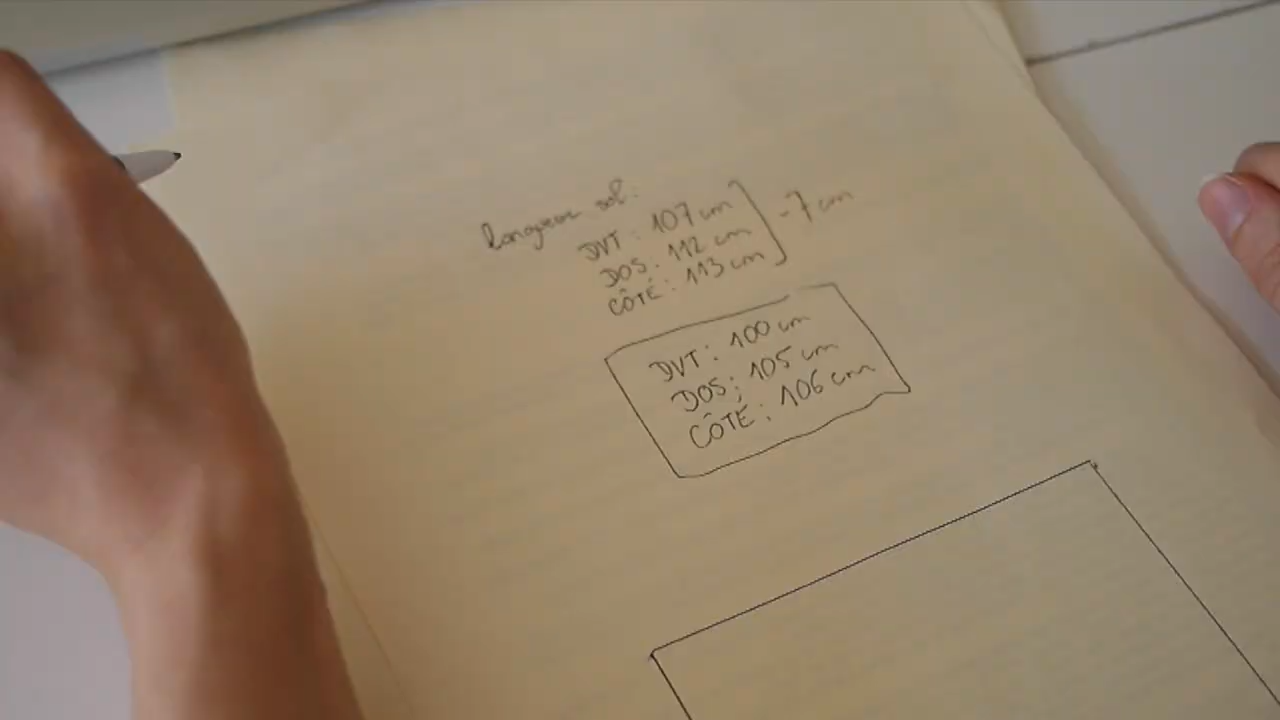 longueur sol:
DVT : 107 cm
DOS : 112 cm
CÔTÉ : 113 cm
-7 cm
DVT : 100 cm
DOS ; 105 cm
CÔTÉ : 106 cm